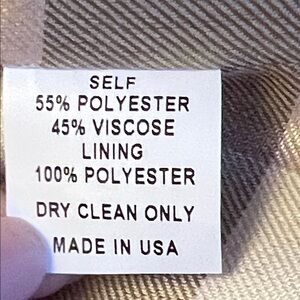 SELF
55% POLYESTER
45% VISCOSE
LINING
100% POLYESTER
DRY CLEAN ONLY
MADE IN USA